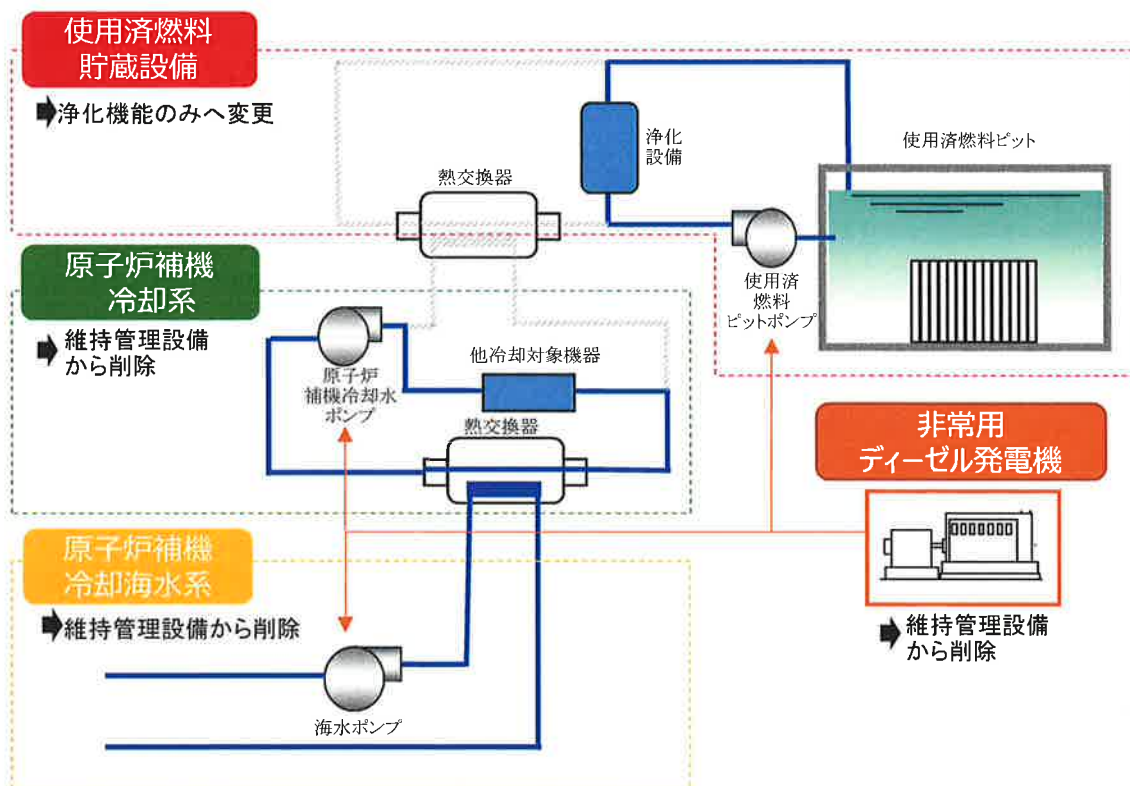 使用済燃料
貯蔵設備
➡浄化機能のみへ変更
浄化
設備
使用済燃料ピット
熱交換器
使用済
燃料
ピットポンプ
原子炉補機
冷却系
➡維持管理設備
から削除
原子炉
補機冷却水
ポンプ
他冷却対象機器
熱交換器
非常用
ディーゼル発電機
➡維持管理設備
から削除
原子炉補機
冷却海水系
➡維持管理設備から削除
海水ポンプ